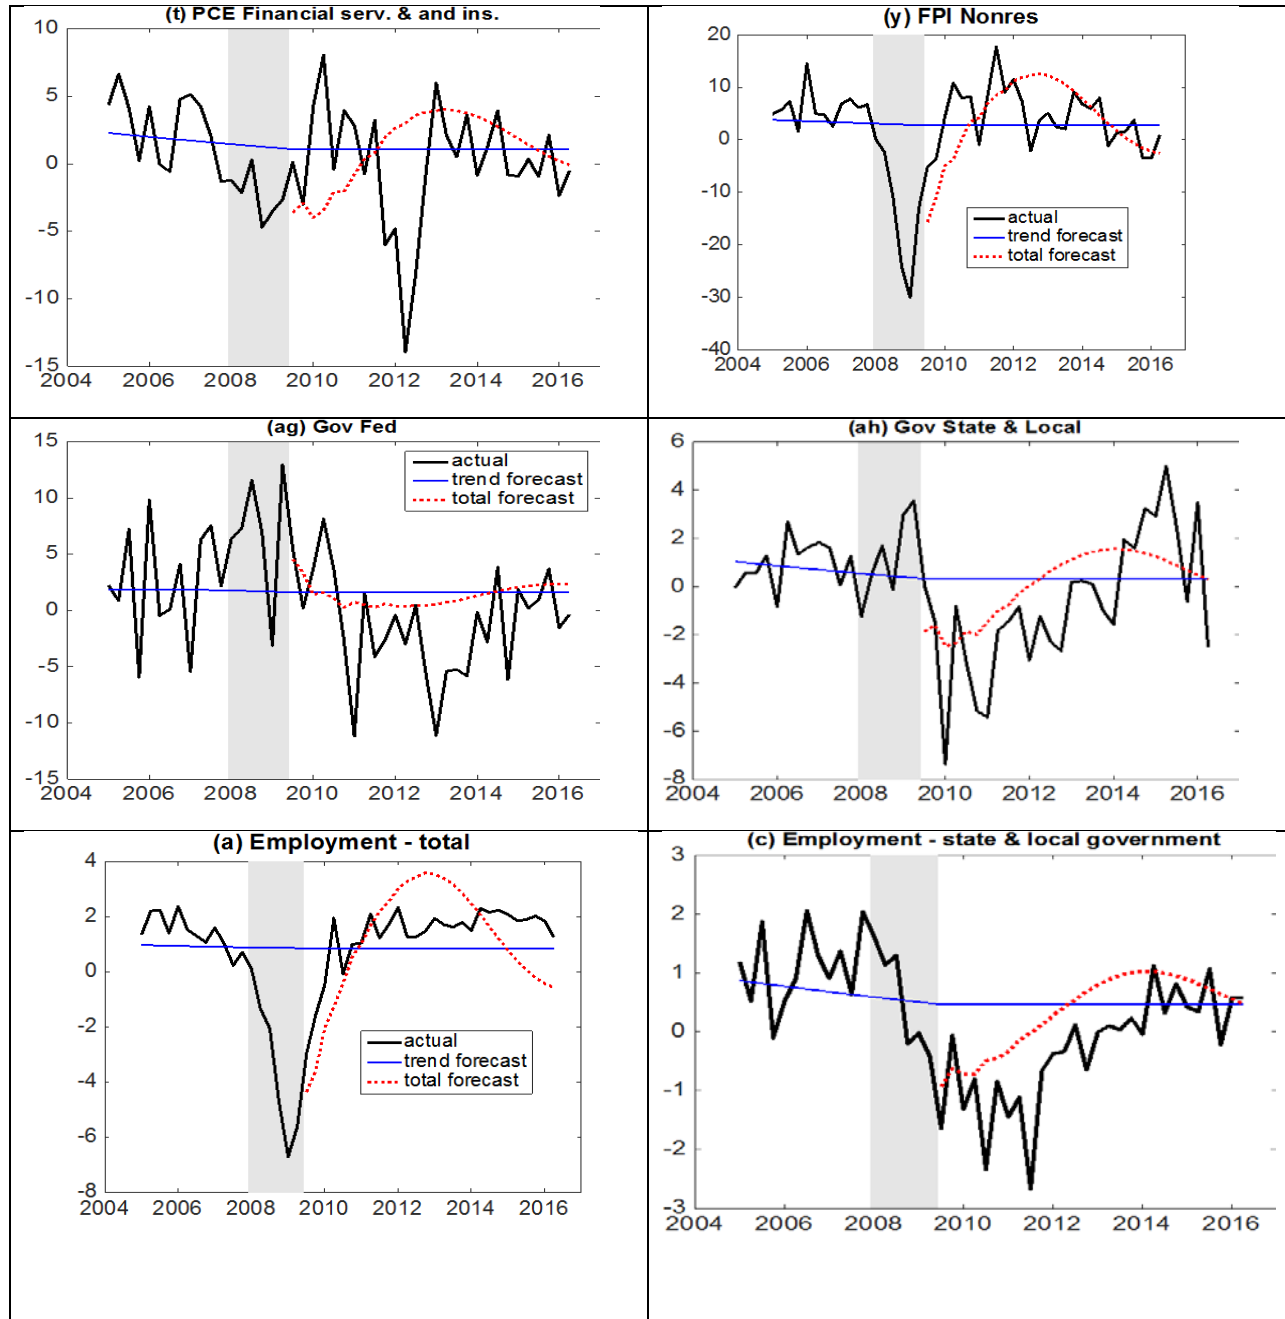 (t) PCE Financial serv. & and ins.
10
5
0
-5
-10
-15
2004 2006 2008 2010 2012 2014 2016
(y) FPI Nonres
20
10
0
-10
-20
-30
-40
actual
trend forecast
total forecast
2004 2006 2008 2010 2012 2014 2016
(ag) Gov Fed
15
10
5
0
-5
-10
-15
actual
trend forecast
total forecast
2004 2006 2008 2010 2012 2014 2016
(ah) Gov State & Local
6
4
2
0
-2
-4
-6
-8
2004 2006 2008 2010 2012 2014 2016
(a) Employment - total
4
2
0
-2
-4
-6
-8
actual
trend forecast
total forecast
2004 2006 2008 2010 2012 2014 2016
(c) Employment - state & local government
3
2
1
0
-1
-2
-3
2004 2006 2008 2010 2012 2014 2016